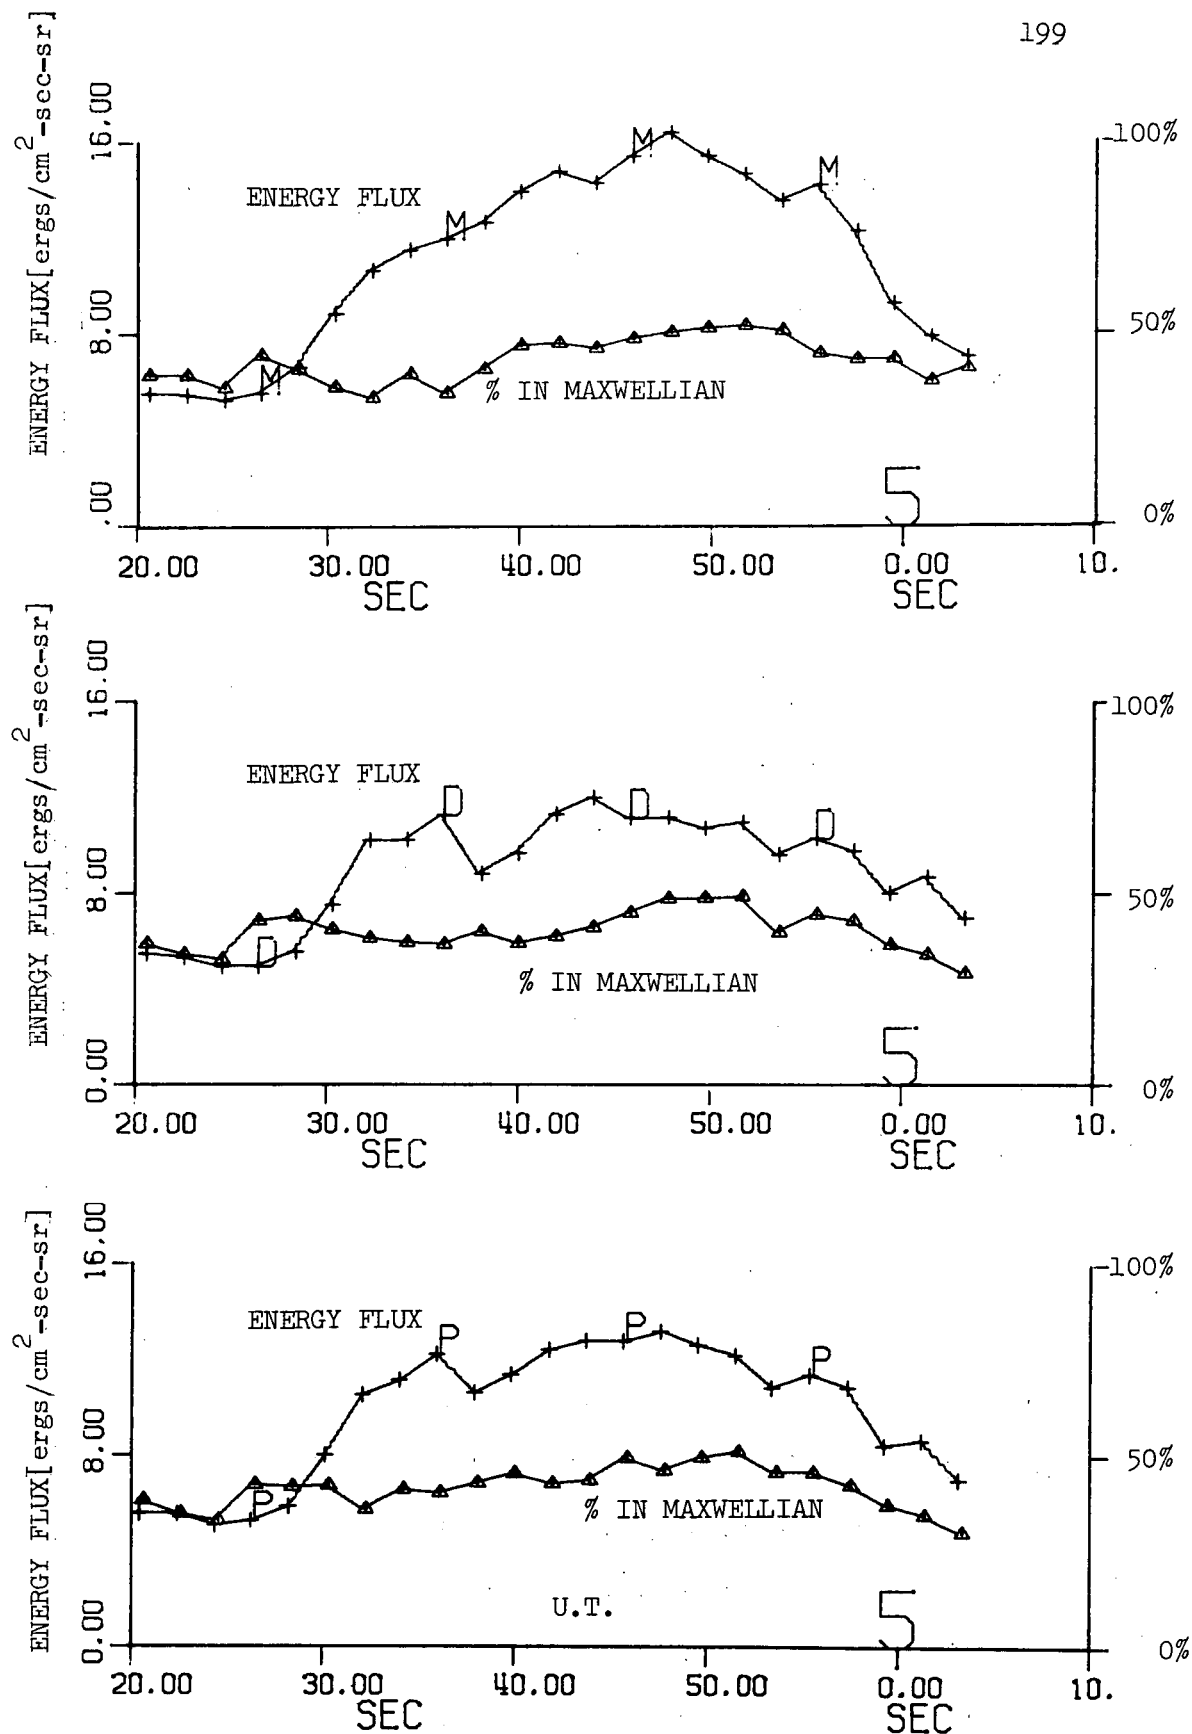 199
ENERGY FLUX[ergs/cm²-sec-sr]
16.00
8.00
.00
100%
50%
0%
ENERGY FLUX
M
M
M
M
% IN MAXWELLIAN
5
20.00
30.00
40.00
50.00
0.00
10.
SEC
SEC
ENERGY FLUX[ergs/cm²-sec-sr]
16.00
8.00
0.00
100%
50%
0%
ENERGY FLUX
D
D
D
D
% IN MAXWELLIAN
5
20.00
30.00
40.00
50.00
0.00
10.
SEC
SEC
ENERGY FLUX[ergs/cm²-sec-sr]
16.00
8.00
0.00
100%
50%
0%
ENERGY FLUX
P
P
P
P
% IN MAXWELLIAN
U.T.
5
20.00
30.00
40.00
50.00
0.00
10.
SEC
SEC